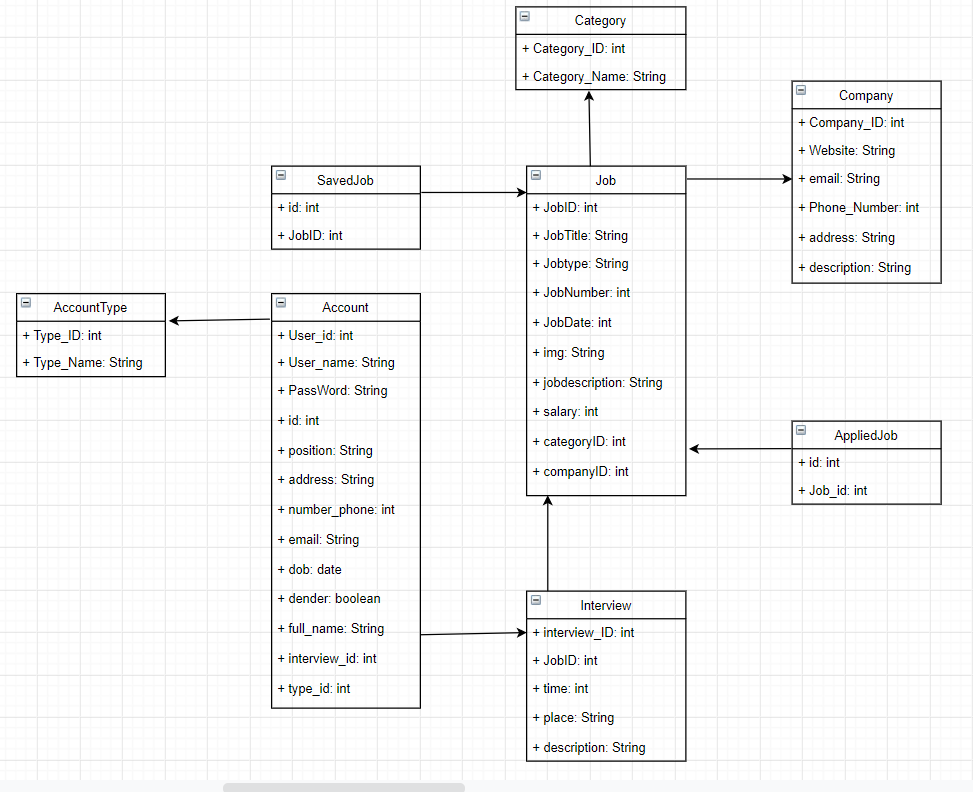 Category
+ Category_ID: int
+ Category_Name: String
Company
+ Company_ID: int
+ Website: String
+ email: String
+ Phone_Number: int
+ address: String
+ description: String
SavedJob
+ id: int
+ JobID: int
Job
+ JobID: int
+ JobTitle: String
+ Jobtype: String
+ JobNumber: int
+ JobDate: int
+ img: String
+ jobdescription: String
+ salary: int
+ categoryID: int
+ companyID: int
AccountType
+ Type_ID: int
+ Type_Name: String
Account
+ User_id: int
+ User_name: String
+ PassWord: String
+ id: int
+ position: String
+ address: String
+ number_phone: int
+ email: String
+ dob: date
+ dender: boolean
+ full_name: String
+ interview_id: int
+ type_id: int
AppliedJob
+ id: int
+ Job_id: int
Interview
+ interview_ID: int
+ JobID: int
+ time: int
+ place: String
+ description: String